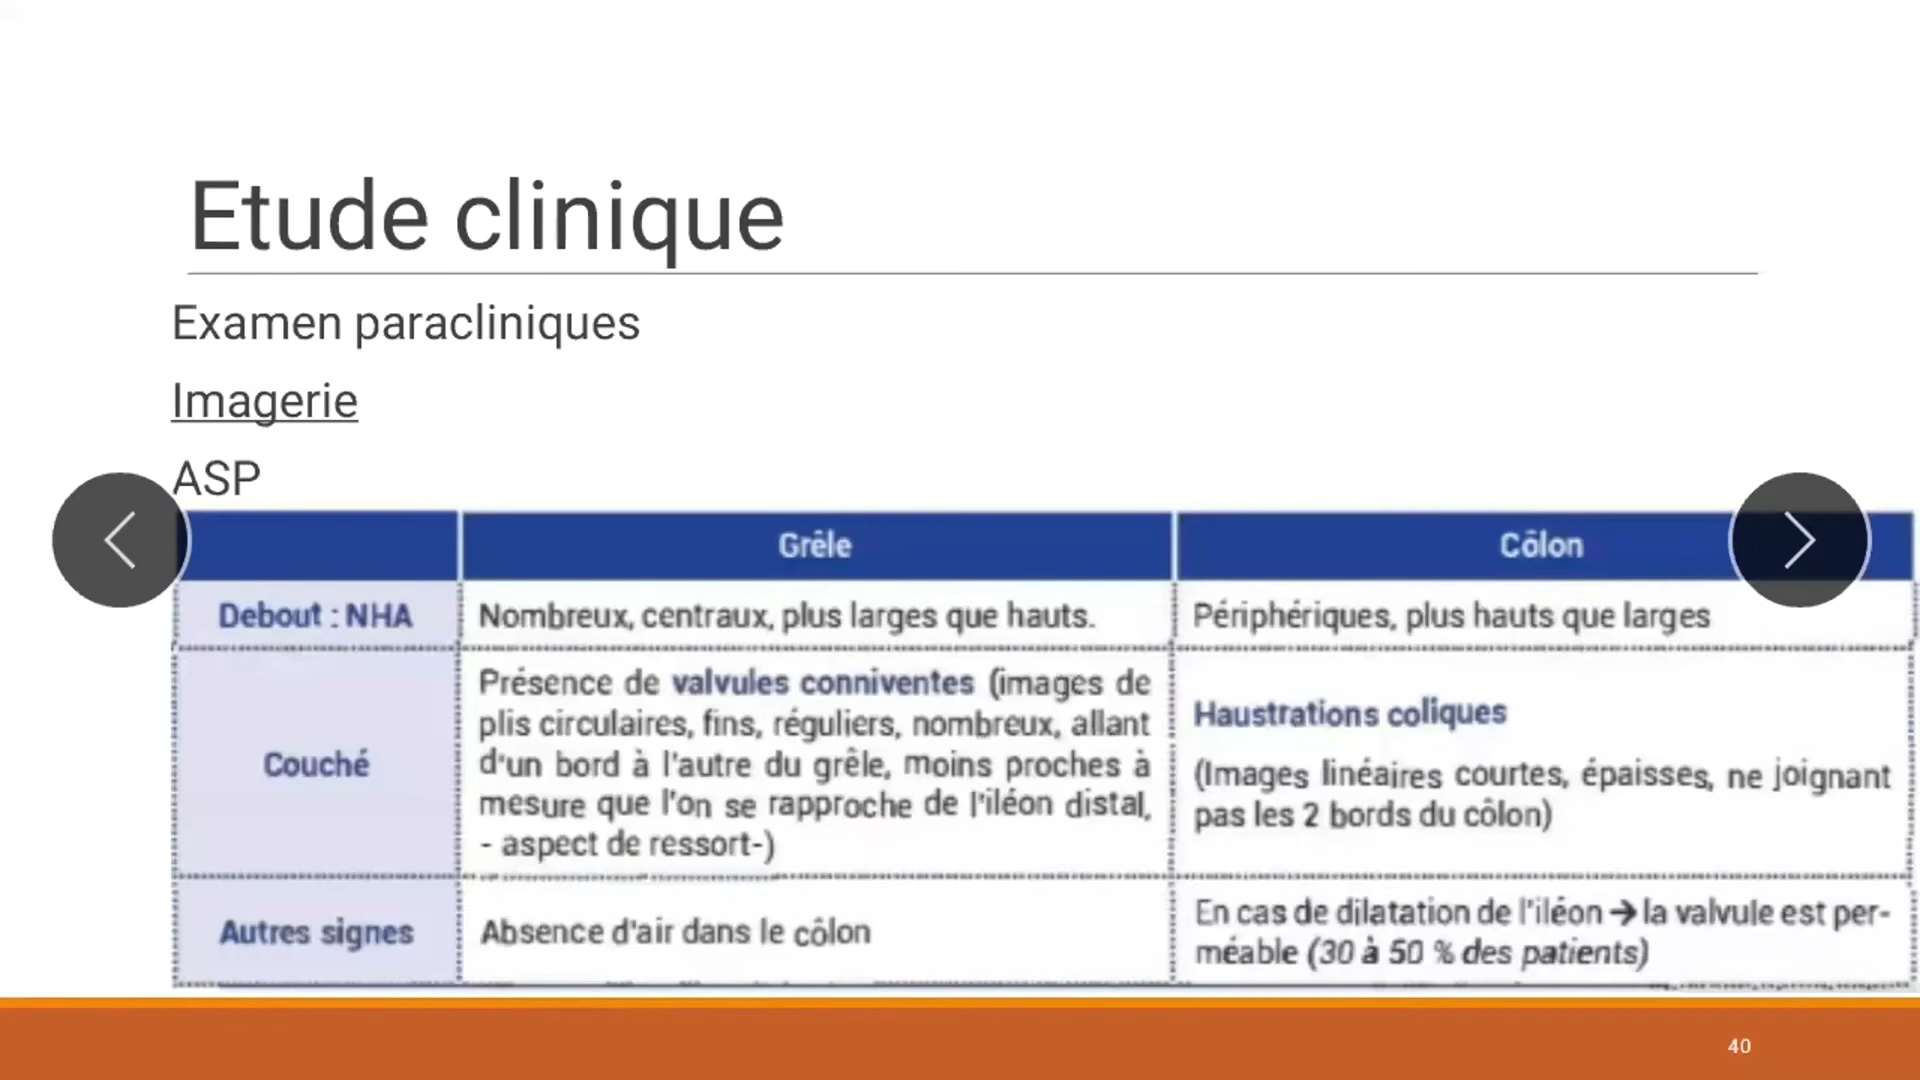 Etude clinique
Examen paracliniques
Imagerie
ASP
Grêle Côlon
Debout : NHA Nombreux, centraux, plus larges que hauts. Périphériques, plus hauts que larges
Présence de valvules conniventes (images de
plis circulaires, fins, réguliers, nombreux, allant
d'un bord à l'autre du grêle, moins proches à
mesure que l'on se rapproche de l'iléon distal,
- aspect de ressort-)
Couché
Haustrations coliques
(Images linéaires courtes, épaisses, ne joignant
pas les 2 bords du côlon)
Autres signes Absence d'air dans le côlon
En cas de dilatation de l'iléon → la valvule est per-
méable (30 à 50 % des patients)
40